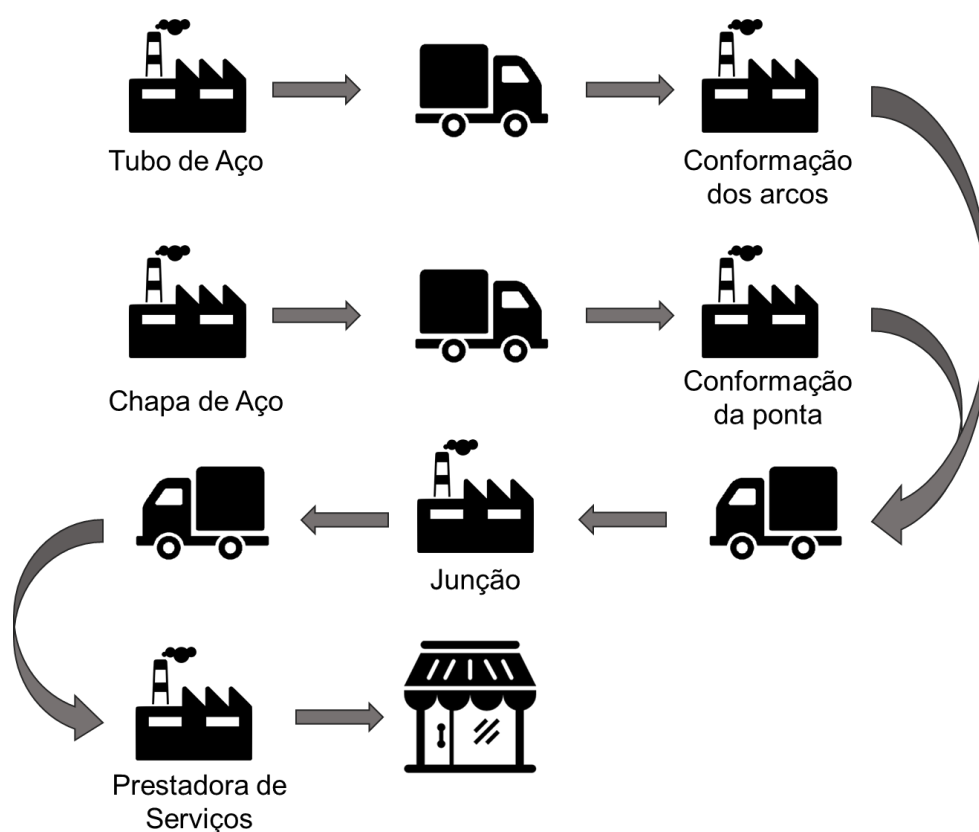 Tubo de Aço
Conformação
dos arcos
Chapa de Aço
Conformação
da ponta
Junção
Prestadora de
Serviços